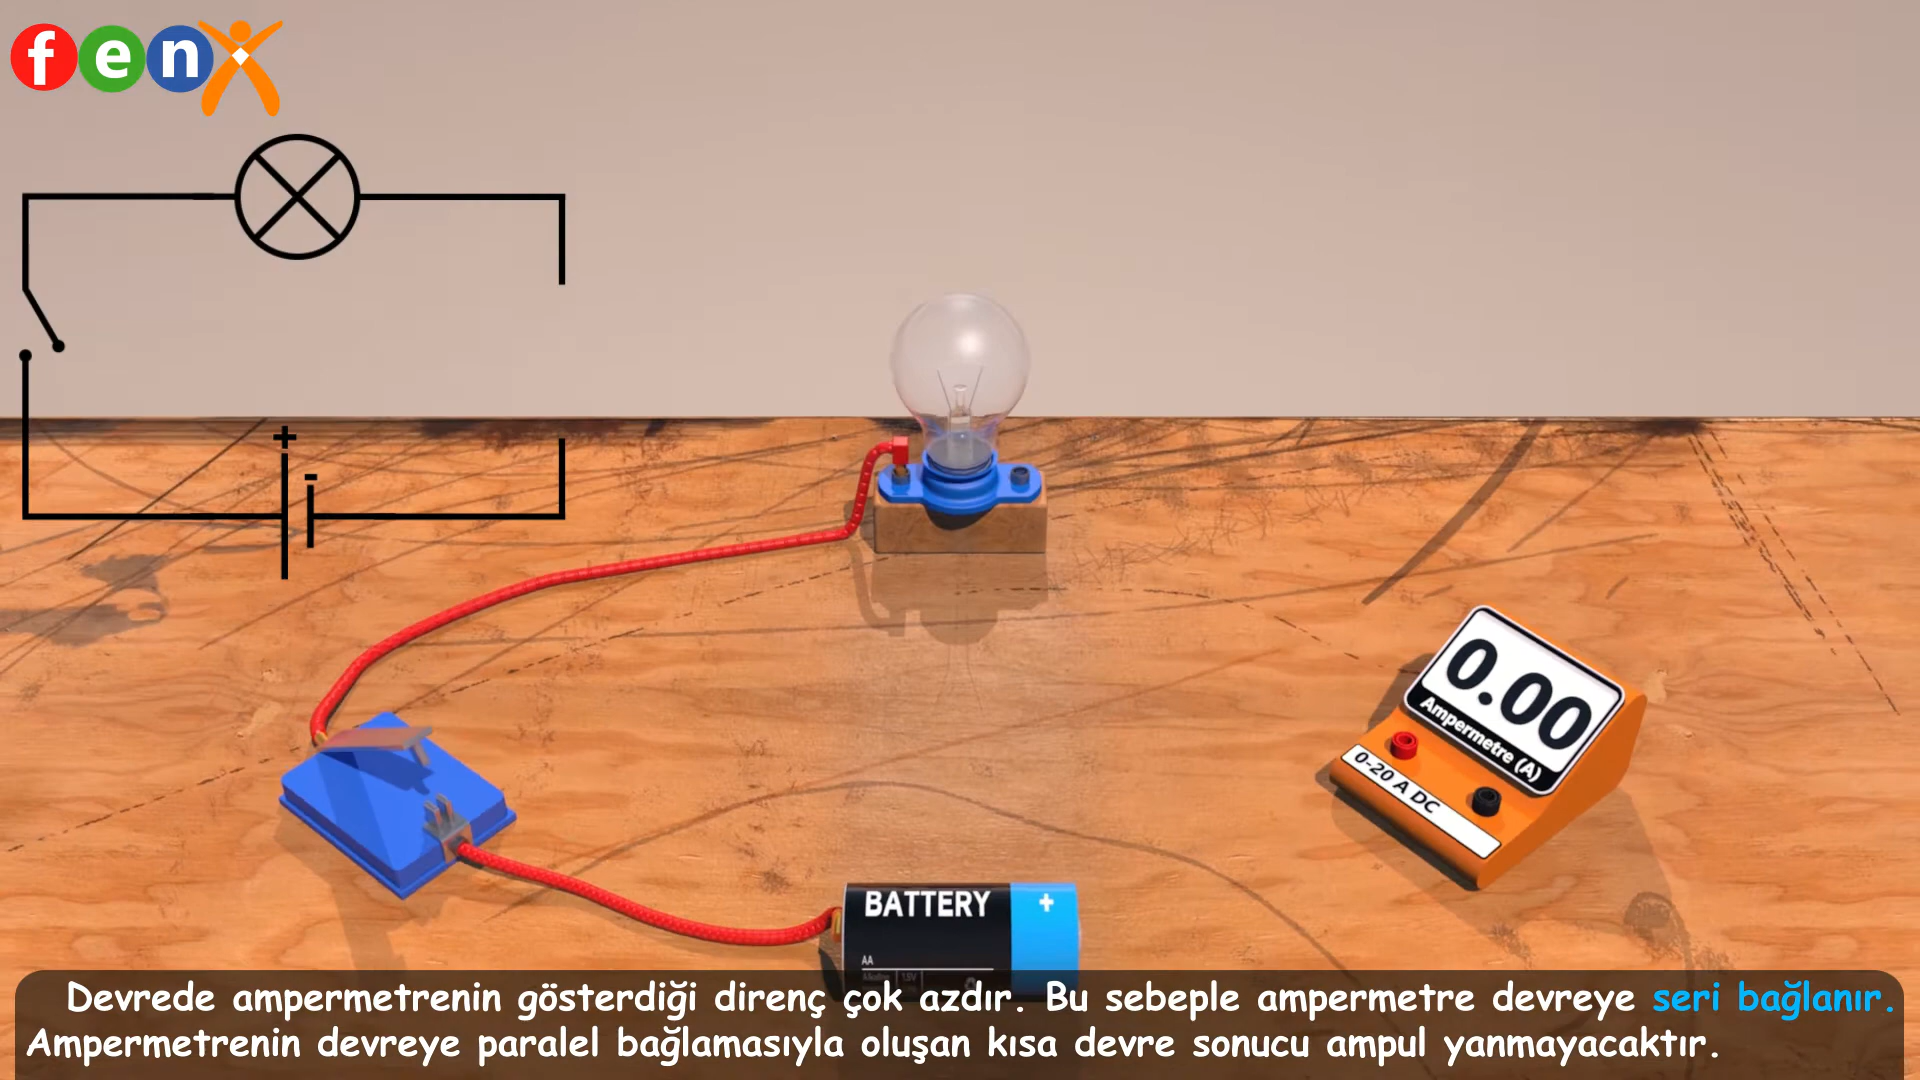 fenX
+
-
0.00
Ampermetre (A)
0-20 A DC
BATTERY
+
AA
Devrede ampermetrenin gösterdiği direnç çok azdır. Bu sebeple ampermetre devreye seri bağlanır.
Ampermetrenin devreye paralel bağlamasıyla oluşan kısa devre sonucu ampul yanmayacaktır.